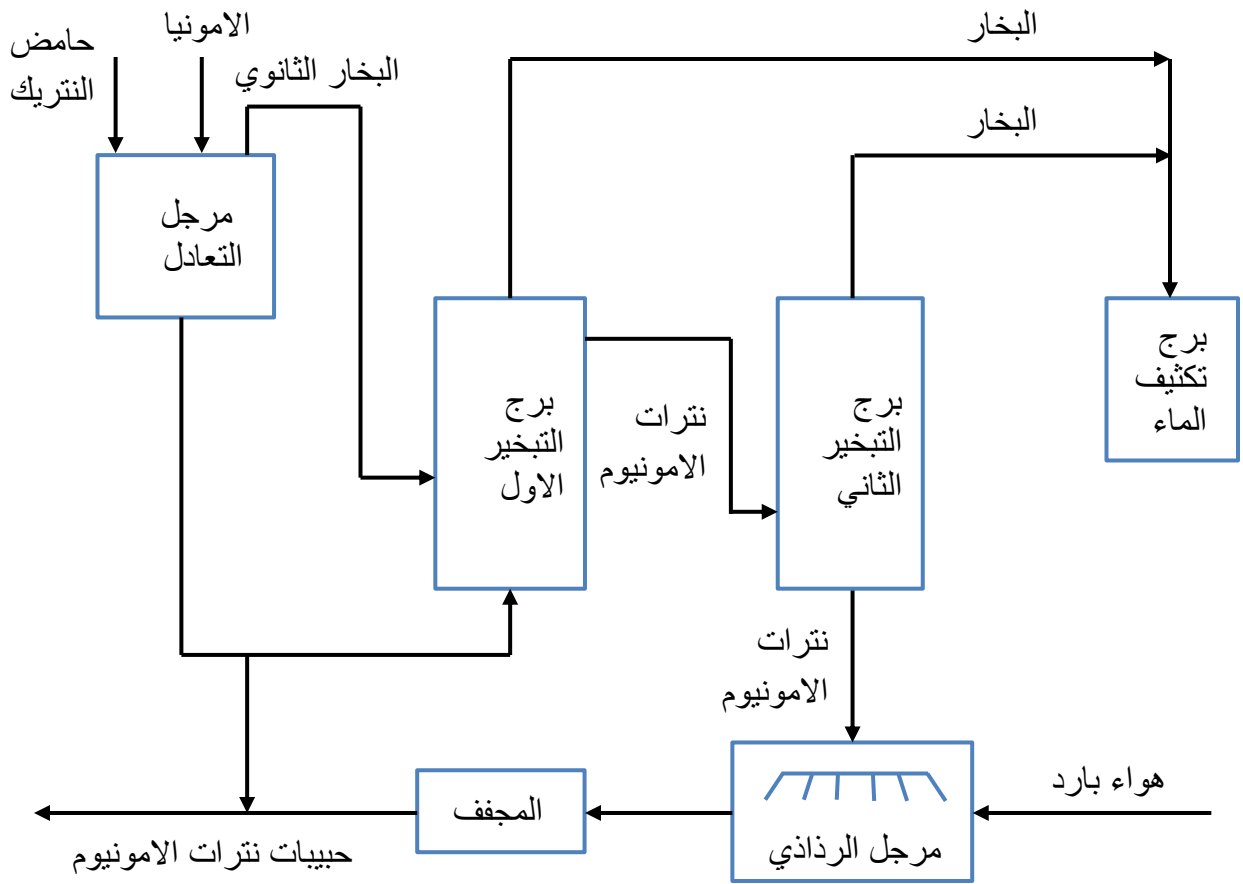 حامض
النتريك
الامونيا
البخار الثانوي
البخار
البخار
مرجل
التعادل
برج
التبخير
الاول
نترات
الامونيوم
برج
التبخير
الثاني
برج
تكثيف
الماء
نترات
الامونيوم
هواء بارد
مرجل الرذاذي
المجفف
حبيبات نترات الامونيوم